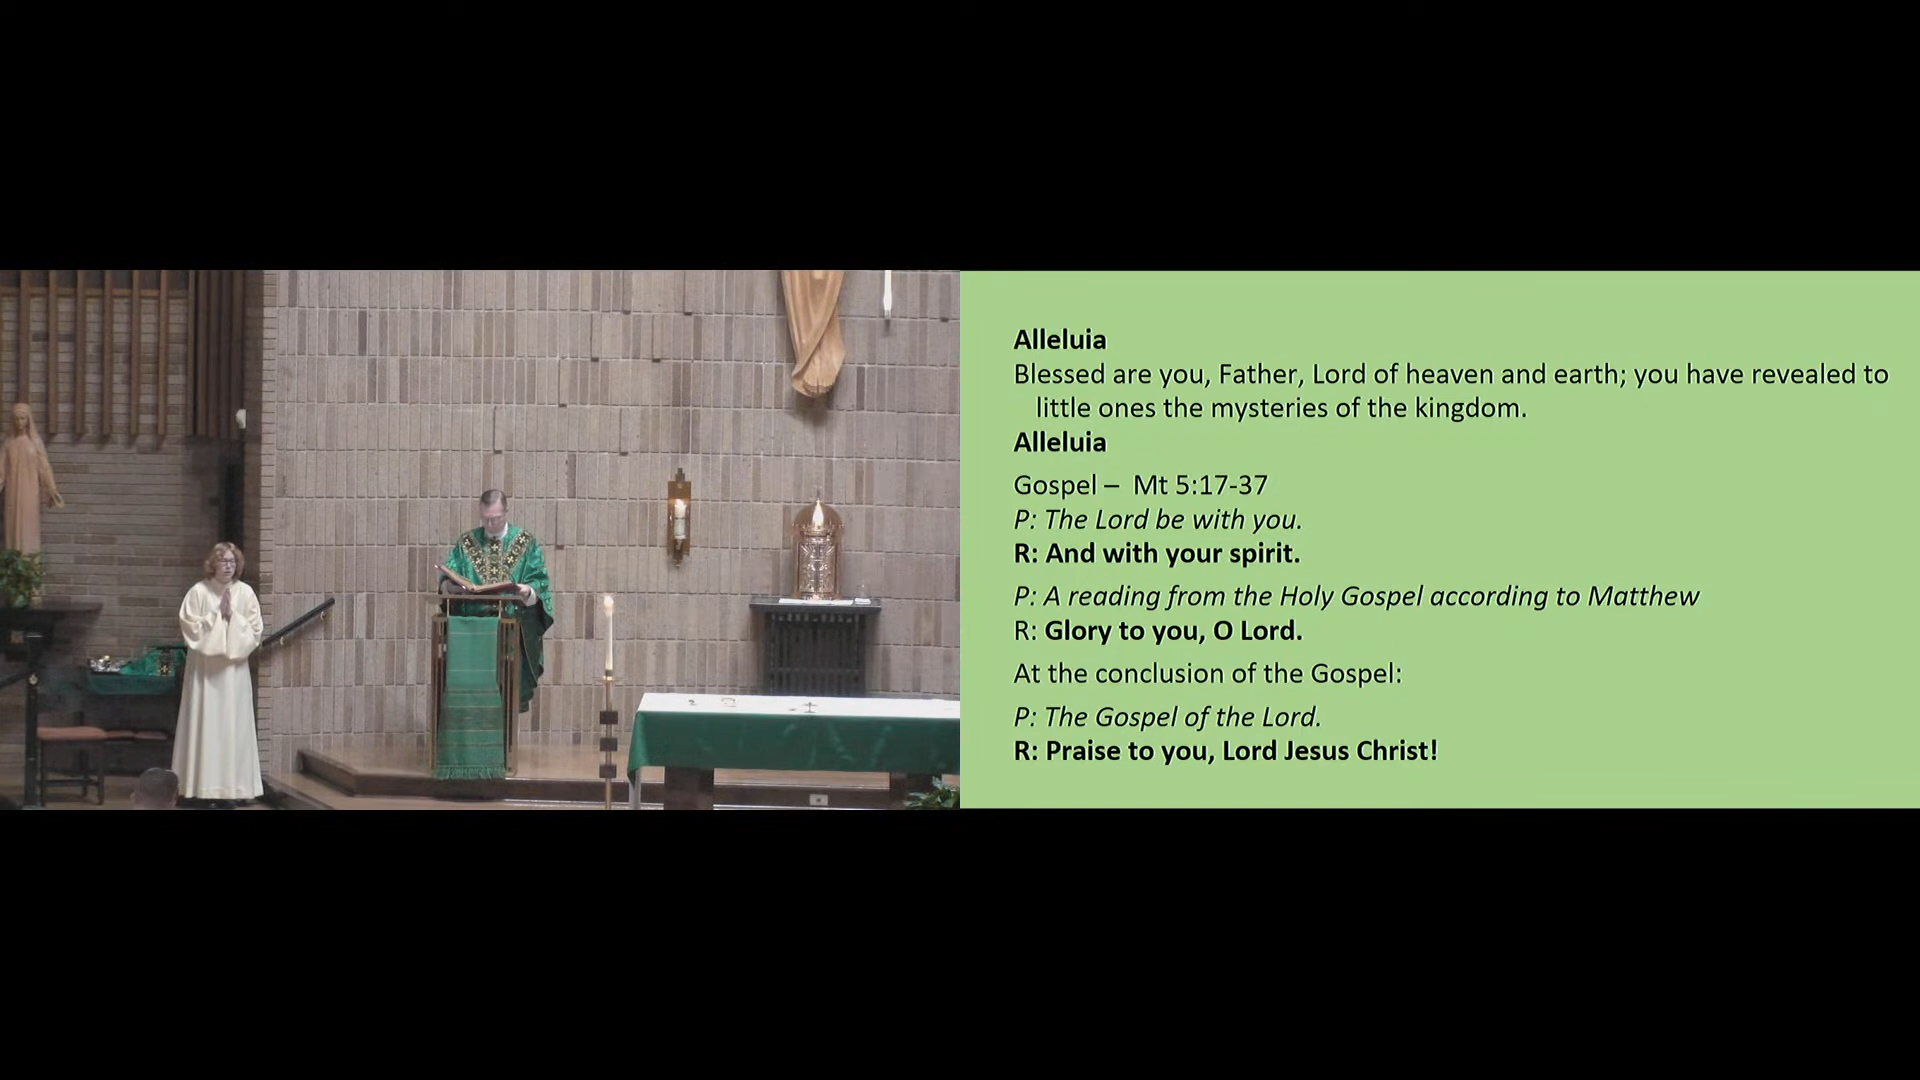 Alleluia
Blessed are you, Father, Lord of heaven and earth; you have revealed to
little ones the mysteries of the kingdom.
Alleluia
Gospel – Mt 5:17-37
P: The Lord be with you.
R: And with your spirit.
P: A reading from the Holy Gospel according to Matthew
R: Glory to you, O Lord.
At the conclusion of the Gospel:
P: The Gospel of the Lord.
R: Praise to you, Lord Jesus Christ!